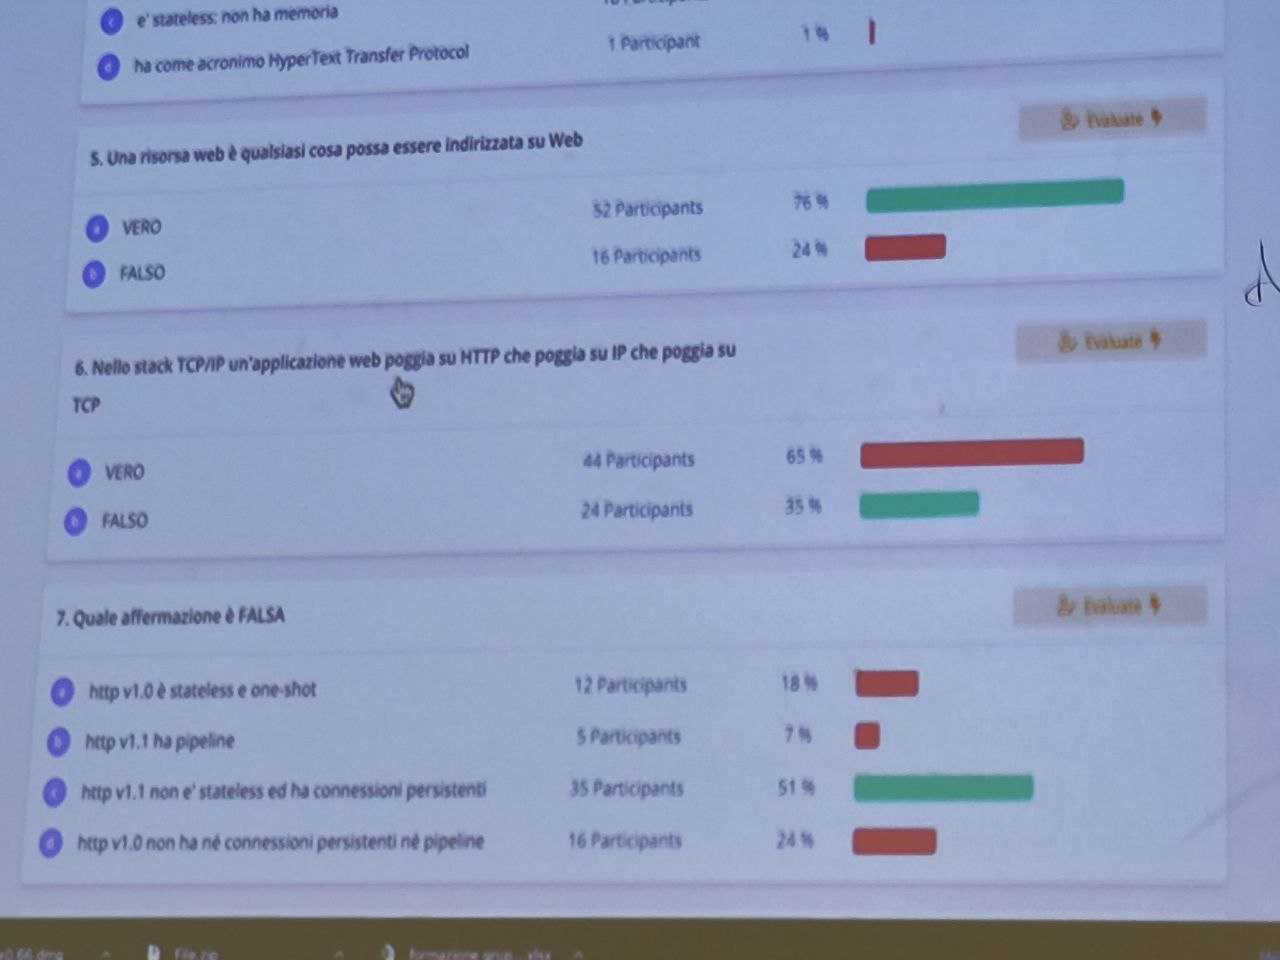 c e' stateless: non ha memoria
d ha come acronimo HyperText Transfer Protocol 1 Participant 1 %
5. Una risorsa web è qualsiasi cosa possa essere indirizzata su Web Evaluate
a VERO 52 Participants 76 %
b FALSO 16 Participants 24 %
6. Nello stack TCP/IP un'applicazione web poggia su HTTP che poggia su IP che poggia su Evaluate
TCP
a VERO 44 Participants 65 %
b FALSO 24 Participants 35 %
7. Quale affermazione è FALSA Evaluate
a http v1.0 è stateless e one-shot 12 Participants 18 %
b http v1.1 ha pipeline 5 Participants 7 %
c http v1.1 non e' stateless ed ha connessioni persistenti 35 Participants 51 %
d http v1.0 non ha né connessioni persistenti né pipeline 16 Participants 24 %
File.zip